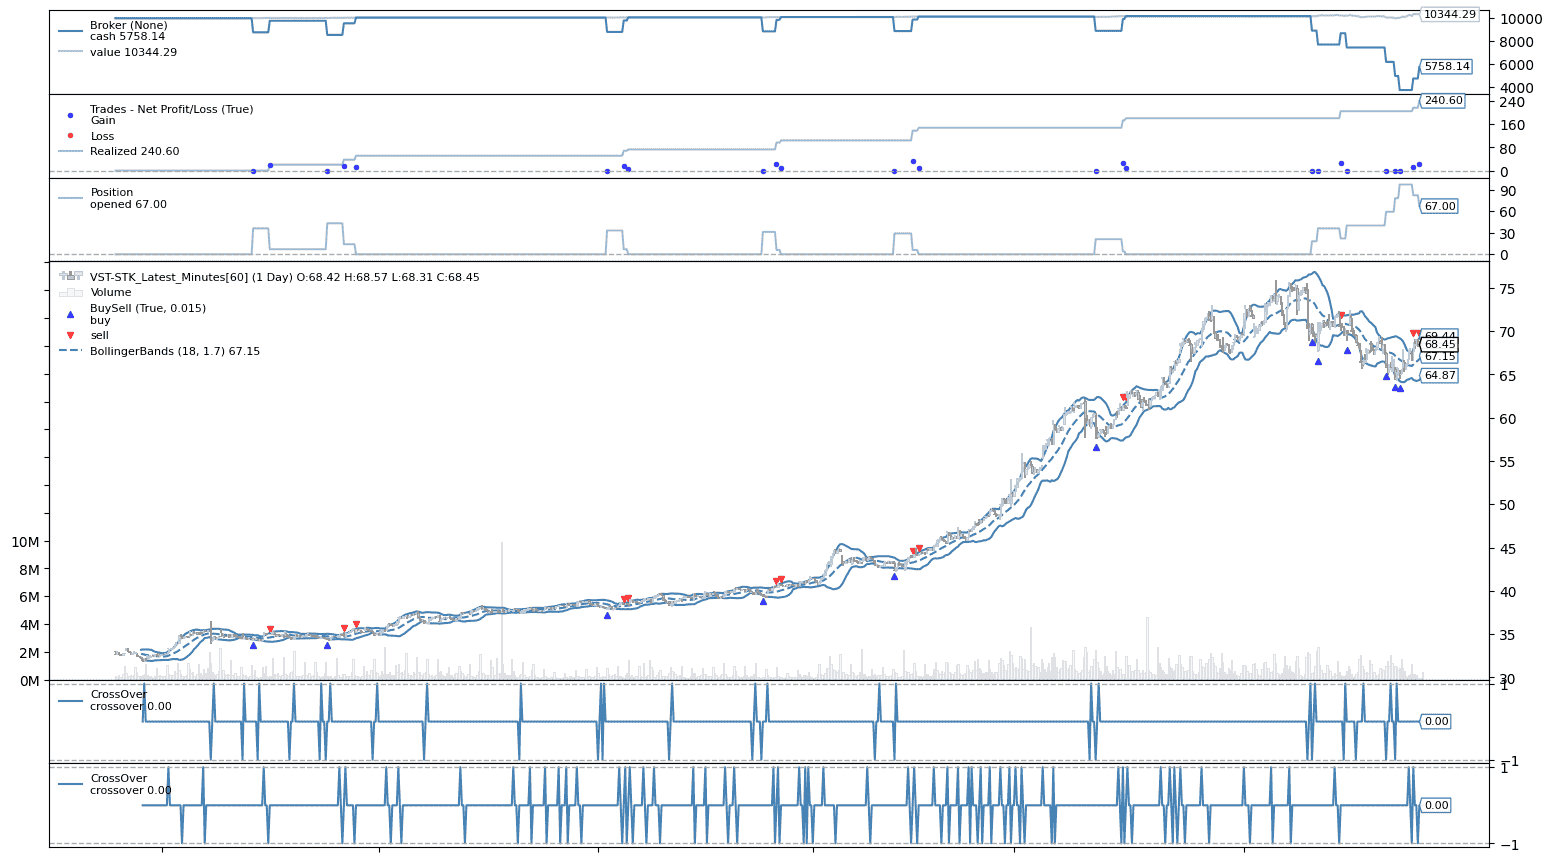 Broker (None)
cash 5758.14
value 10344.29
10344.29
5758.14
10000
8000
6000
4000
Trades - Net Profit/Loss (True)
Gain
Loss
Realized 240.60
240.60
240
160
80
0
Position
opened 67.00
67.00
90
60
30
0
VST-STK_Latest_Minutes[60] (1 Day) O:68.42 H:68.57 L:68.31 C:68.45
Volume
BuySell (True, 0.015)
buy
sell
BollingerBands (18, 1.7) 67.15
69.44
68.45
67.15
64.87
75
70
65
60
55
50
45
40
35
30
10M
8M
6M
4M
2M
0M
CrossOver
crossover 0.00
0.00
1
−1
CrossOver
crossover 0.00
0.00
1
−1